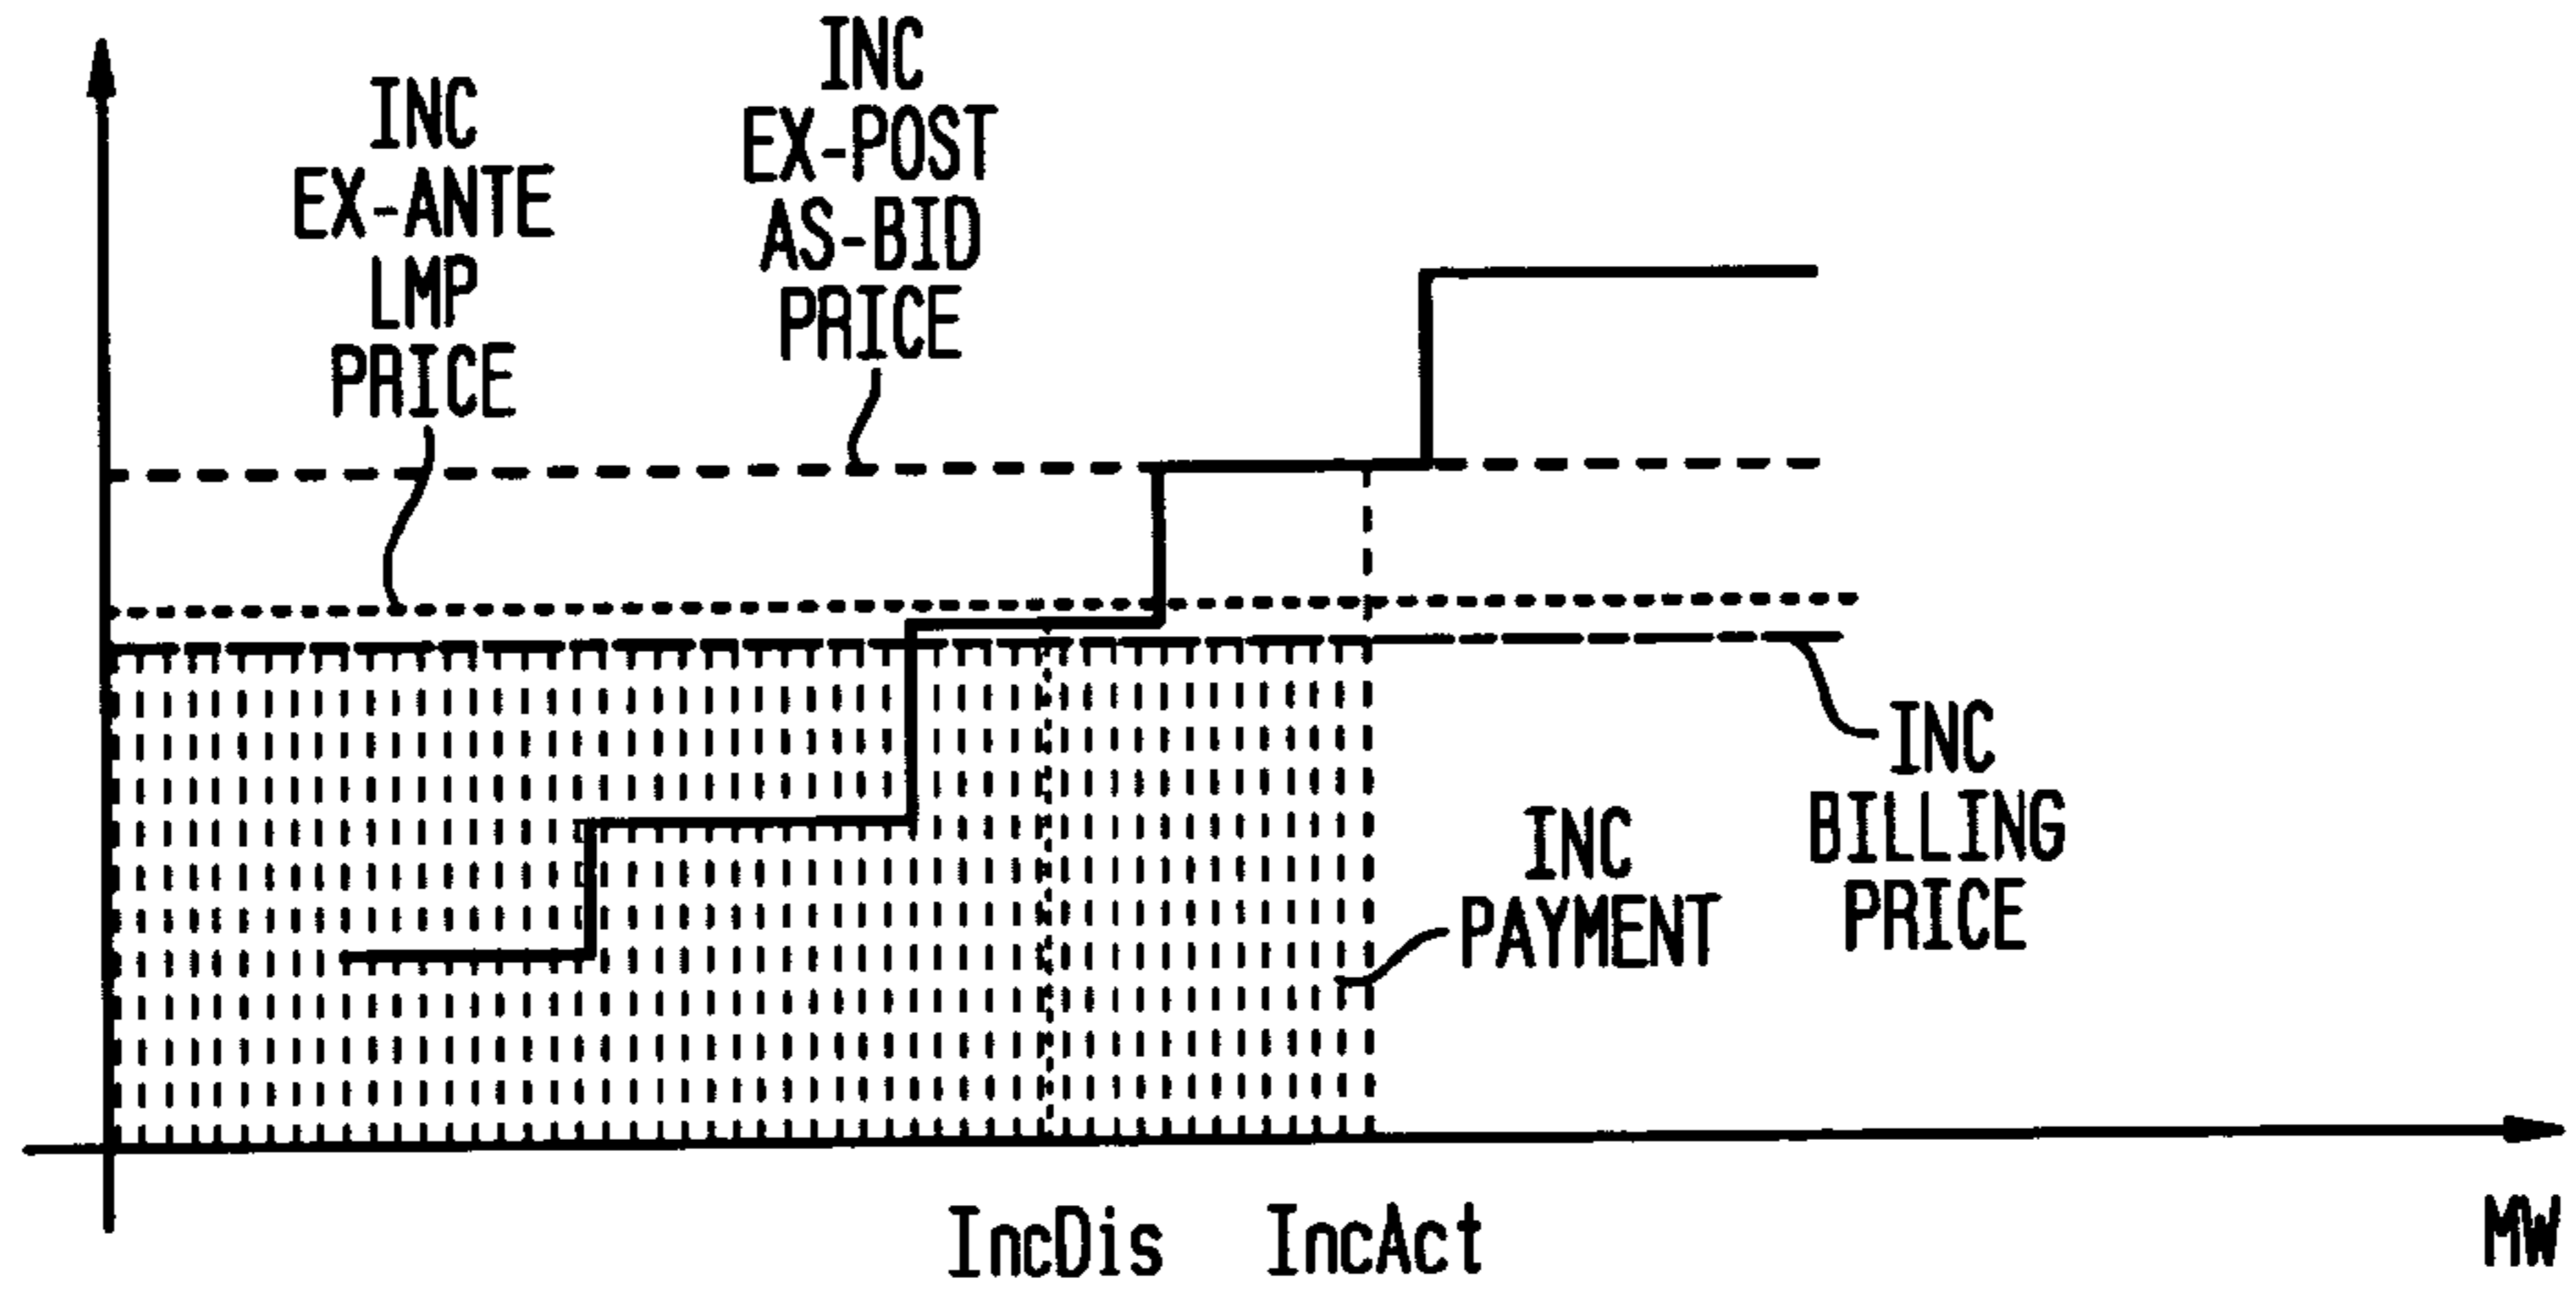 INC
EX-ANTE
LMP
PRICE
INC
EX-POST
AS-BID
PRICE
INC
BILLING
PRICE
INC
PAYMENT
IncDis
IncAct
MW